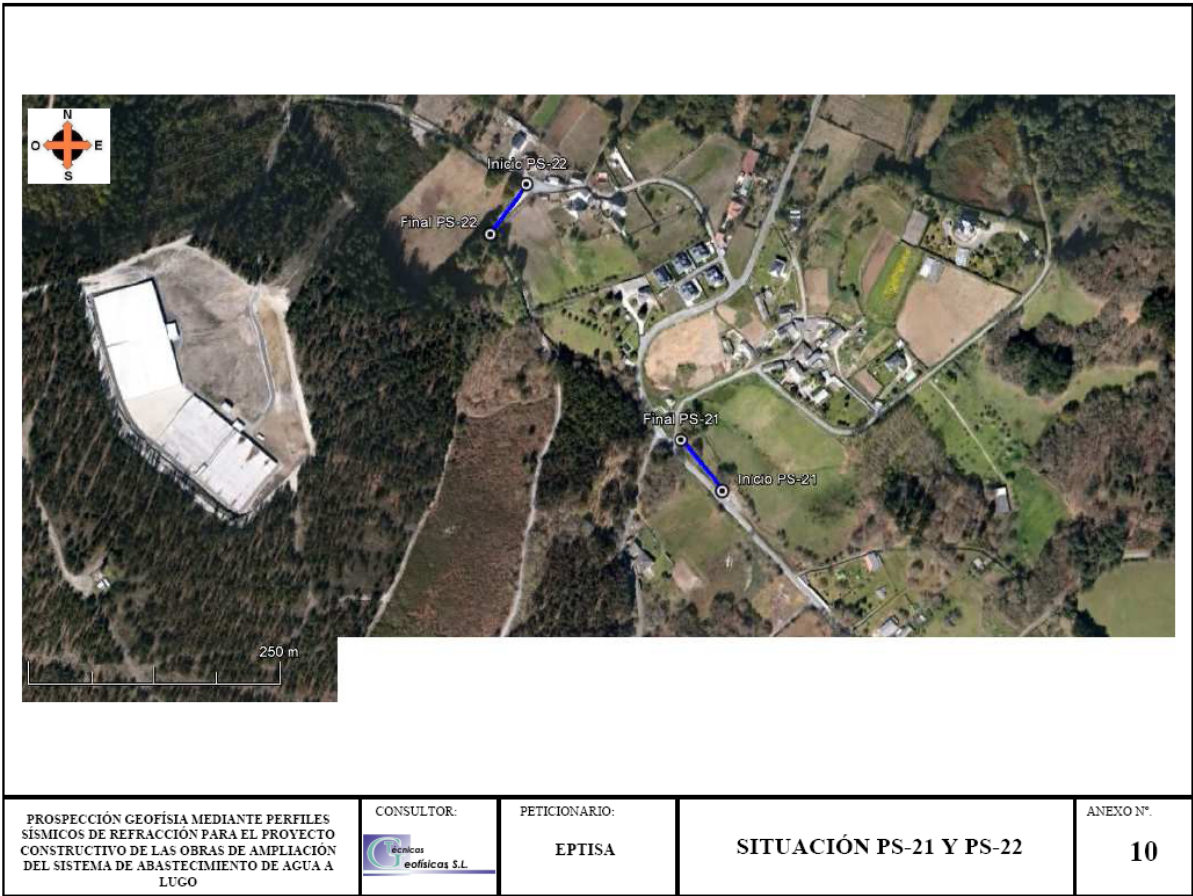 N
O E
S
Inicio PS-22
Final PS-22
Final PS-21
Inicio PS-21
250 m
PROSPECCIÓN GEOFÍSIA MEDIANTE PERFILES
SÍSMICOS DE REFRACCIÓN PARA EL PROYECTO
CONSTRUCTIVO DE LAS OBRAS DE AMPLIACIÓN
DEL SISTEMA DE ABASTECIMIENTO DE AGUA A
LUGO
CONSULTOR:
Técnicas
Geofísicas S.L.
PETICIONARIO:
EPTISA
SITUACIÓN PS-21 Y PS-22
ANEXO Nº.
10